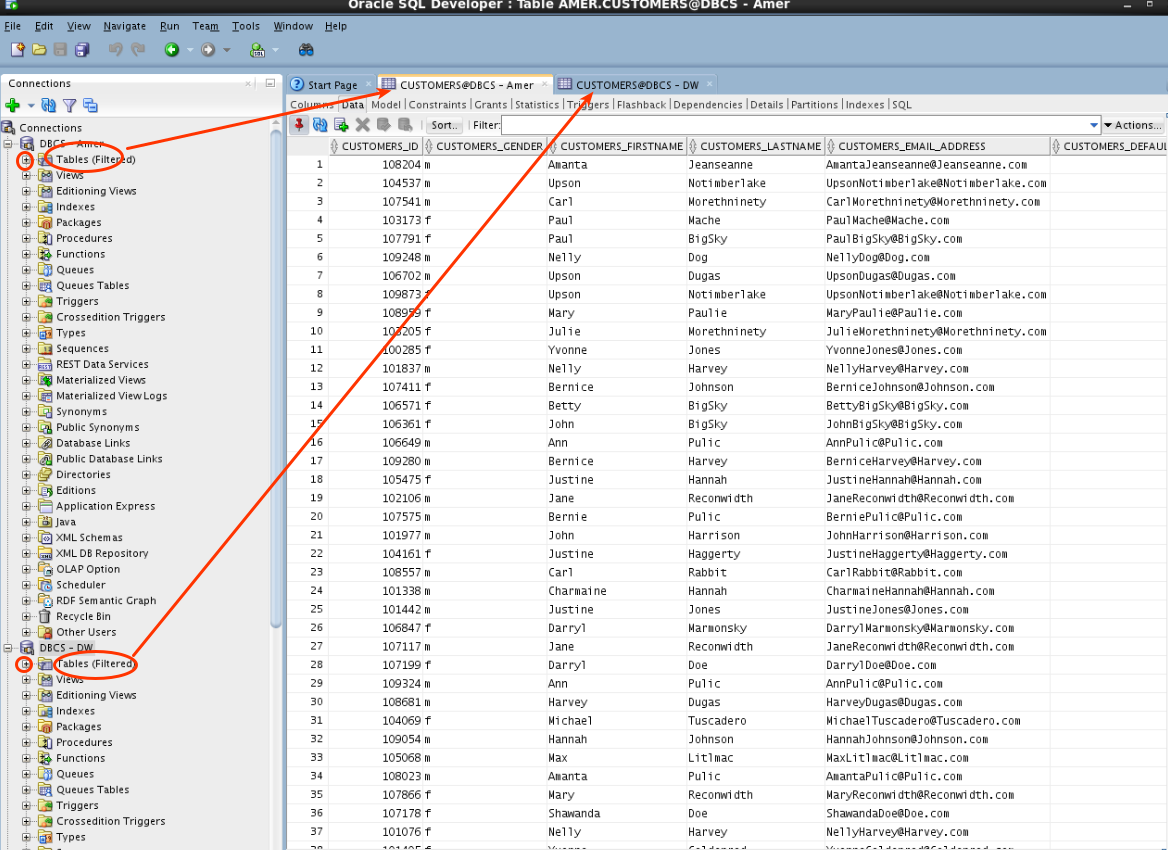 Oracle SQL Developer : Table AMER.CUSTOMERS@DBCS - Amer
File Edit View Navigate Run Team Tools Window Help
Connections
Start Page CUSTOMERS@DBCS - Amer CUSTOMERS@DBCS - DW
Columns Data Model Constraints Grants Statistics Triggers Flashback Dependencies Details Partitions Indexes SQL
Sort.. Filter: Actions...
Connections
DBCS - Amer
Tables (Filtered)
Views
Editioning Views
Indexes
Packages
Procedures
Functions
Queues
Queues Tables
Triggers
Crossedition Triggers
Types
Sequences
REST Data Services
Materialized Views
Materialized View Logs
Synonyms
Public Synonyms
Database Links
Public Database Links
Directories
Editions
Application Express
Java
XML Schemas
XML DB Repository
OLAP Option
Scheduler
RDF Semantic Graph
Recycle Bin
Other Users
DBCS - DW
Tables (Filtered)
Views
Editioning Views
Indexes
Packages
Procedures
Functions
Queues
Queues Tables
Triggers
Crossedition Triggers
Types
CUSTOMERS_ID CUSTOMERS_GENDER CUSTOMERS_FIRSTNAME CUSTOMERS_LASTNAME CUSTOMERS_EMAIL_ADDRESS CUSTOMERS_DEFAUL
1 108204 m Amanta Jeanseanne AmantaJeanseanne@Jeanseanne.com
2 104537 m Upson Notimberlake UpsonNotimberlake@Notimberlake.com
3 107541 m Carl Morethninety CarlMorethninety@Morethninety.com
4 103173 f Paul Mache PaulMache@Mache.com
5 107791 f Paul BigSky PaulBigSky@BigSky.com
6 109248 m Nelly Dog NellyDog@Dog.com
7 106702 m Upson Dugas UpsonDugas@Dugas.com
8 109873 f Upson Notimberlake UpsonNotimberlake@Notimberlake.com
9 108959 f Mary Paulie MaryPaulie@Paulie.com
10 103205 f Julie Morethninety JulieMorethninety@Morethninety.com
11 100285 f Yvonne Jones YvonneJones@Jones.com
12 101837 m Nelly Harvey NellyHarvey@Harvey.com
13 107411 f Bernice Johnson BerniceJohnson@Johnson.com
14 106571 f Betty BigSky BettyBigSky@BigSky.com
15 106361 f John BigSky JohnBigSky@BigSky.com
16 106649 m Ann Pulic AnnPulic@Pulic.com
17 109280 m Bernice Harvey BerniceHarvey@Harvey.com
18 105475 f Justine Hannah JustineHannah@Hannah.com
19 102106 m Jane Reconwidth JaneReconwidth@Reconwidth.com
20 107575 m Bernie Pulic BerniePulic@Pulic.com
21 101977 m John Harrison JohnHarrison@Harrison.com
22 104161 f Justine Haggerty JustineHaggerty@Haggerty.com
23 108557 m Carl Rabbit CarlRabbit@Rabbit.com
24 101338 m Charmaine Hannah CharmaineHannah@Hannah.com
25 101442 m Justine Jones JustineJones@Jones.com
26 106847 f Darryl Marmonsky DarrylMarmonsky@Marmonsky.com
27 107117 m Jane Reconwidth JaneReconwidth@Reconwidth.com
28 107199 f Darryl Doe DarrylDoe@Doe.com
29 109324 m Ann Pulic AnnPulic@Pulic.com
30 108681 m Harvey Dugas HarveyDugas@Dugas.com
31 104069 f Michael Tuscadero MichaelTuscadero@Tuscadero.com
32 109054 m Hannah Johnson HannahJohnson@Johnson.com
33 105068 m Max Litlmac MaxLitlmac@Litlmac.com
34 108023 m Amanta Pulic AmantaPulic@Pulic.com
35 107866 m Mary Reconwidth MaryReconwidth@Reconwidth.com
36 107178 f Shawanda Doe ShawandaDoe@Doe.com
37 101076 f Nelly Harvey NellyHarvey@Harvey.com